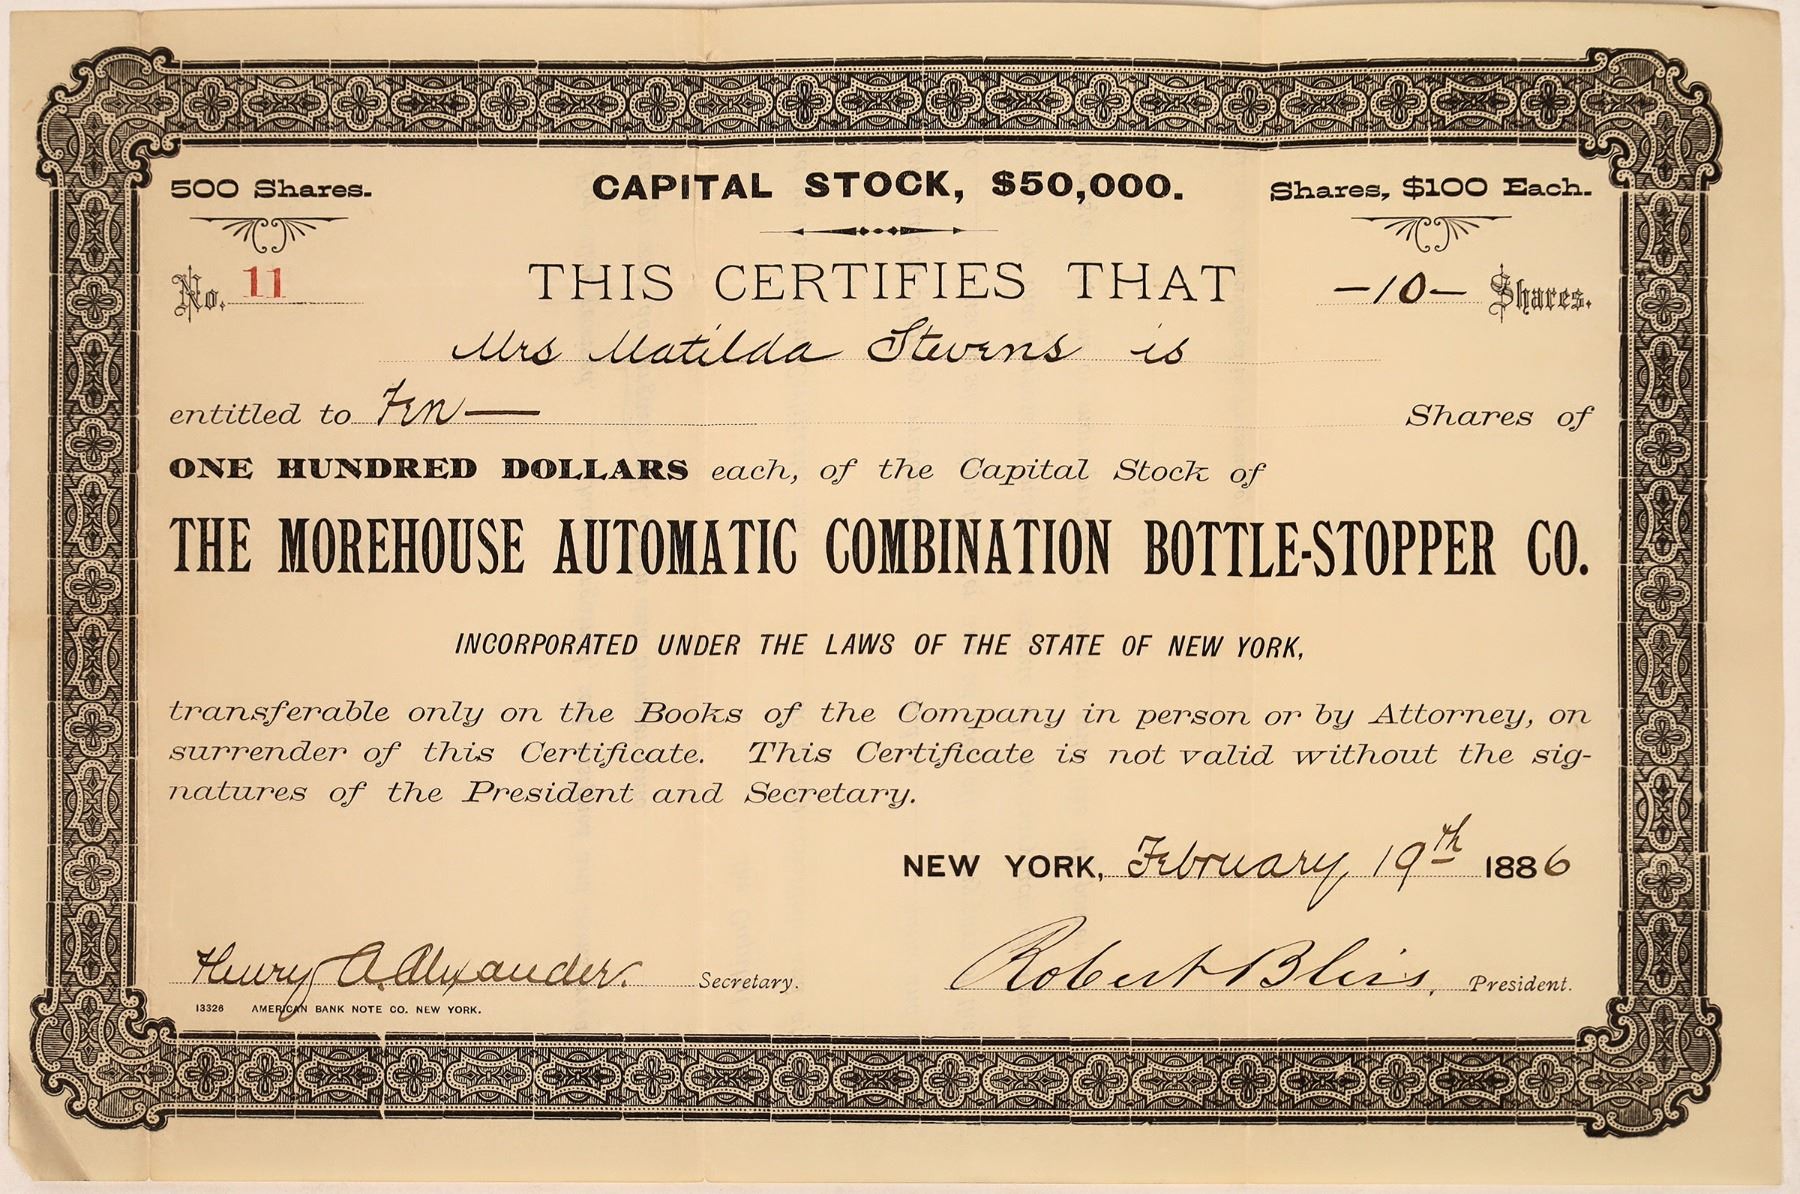 500 Shares.
CAPITAL STOCK, $50,000.
Shares, $100 Each.
No. 11
THIS CERTIFIES THAT
-10- Shares.
Mrs Matilda Stevens is
entitled to Ten— Shares of
ONE HUNDRED DOLLARS each, of the Capital Stock of
THE MOREHOUSE AUTOMATIC COMBINATION BOTTLE-STOPPER CO.
INCORPORATED UNDER THE LAWS OF THE STATE OF NEW YORK,
transferable only on the Books of the Company in person or by Attorney, on
surrender of this Certificate. This Certificate is not valid without the sig-
natures of the President and Secretary.
NEW YORK, February 19th 1886
Henry A. Alexander. Secretary.
Robert Bliss, President.
13326 AMERICAN BANK NOTE CO. NEW YORK.